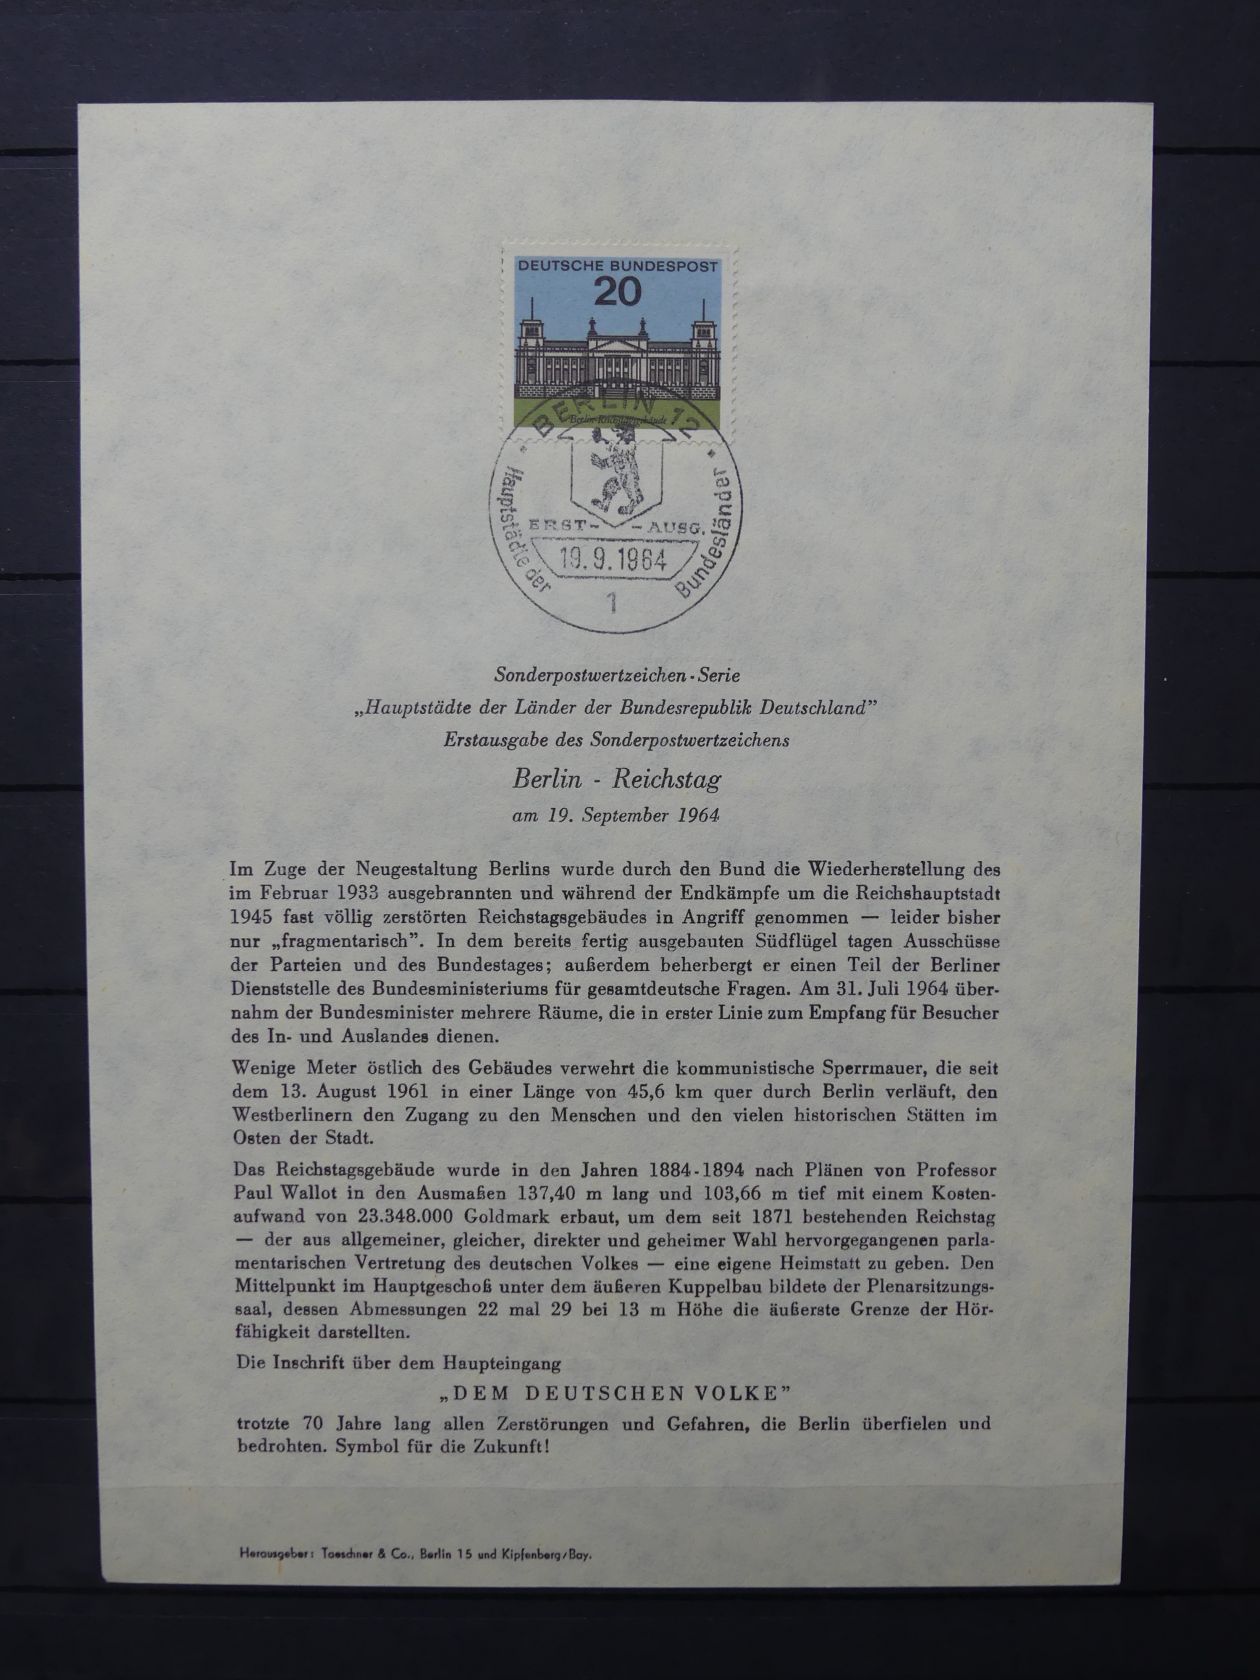 DEUTSCHE BUNDESPOST
20
BERLIN 12
Hauptstädte der
Bundesländer
ERST- -AUSG.
19.9.1964
1
Sonderpostwertzeichen-Serie
„Hauptstädte der Länder der Bundesrepublik Deutschland”
Erstausgabe des Sonderpostwertzeichens
Berlin - Reichstag
am 19. September 1964
Im Zuge der Neugestaltung Berlins wurde durch den Bund die Wiederherstellung des
im Februar 1933 ausgebrannten und während der Endkämpfe um die Reichshauptstadt
1945 fast völlig zerstörten Reichstagsgebäudes in Angriff genommen — leider bisher
nur „fragmentarisch”. In dem bereits fertig ausgebauten Südflügel tagen Ausschüsse
der Parteien und des Bundestages; außerdem beherbergt er einen Teil der Berliner
Dienststelle des Bundesministeriums für gesamtdeutsche Fragen. Am 31. Juli 1964 über-
nahm der Bundesminister mehrere Räume, die in erster Linie zum Empfang für Besucher
des In- und Auslandes dienen.
Wenige Meter östlich des Gebäudes verwehrt die kommunistische Sperrmauer, die seit
dem 13. August 1961 in einer Länge von 45,6 km quer durch Berlin verläuft, den
Westberlinern den Zugang zu den Menschen und den vielen historischen Stätten im
Osten der Stadt.
Das Reichstagsgebäude wurde in den Jahren 1884-1894 nach Plänen von Professor
Paul Wallot in den Ausmaßen 137,40 m lang und 103,66 m tief mit einem Kosten-
aufwand von 23.348.000 Goldmark erbaut, um dem seit 1871 bestehenden Reichstag
— der aus allgemeiner, gleicher, direkter und geheimer Wahl hervorgegangenen parla-
mentarischen Vertretung des deutschen Volkes — eine eigene Heimstatt zu geben. Den
Mittelpunkt im Hauptgeschoß unter dem äußeren Kuppelbau bildete der Plenarsitzungs-
saal, dessen Abmessungen 22 mal 29 bei 13 m Höhe die äußerste Grenze der Hör-
fähigkeit darstellten.
Die Inschrift über dem Haupteingang
„DEM DEUTSCHEN VOLKE”
trotzte 70 Jahre lang allen Zerstörungen und Gefahren, die Berlin überfielen und
bedrohten. Symbol für die Zukunft!
Herausgeber: Taeschner & Co., Berlin 15 und Kipfenberg/Bay.